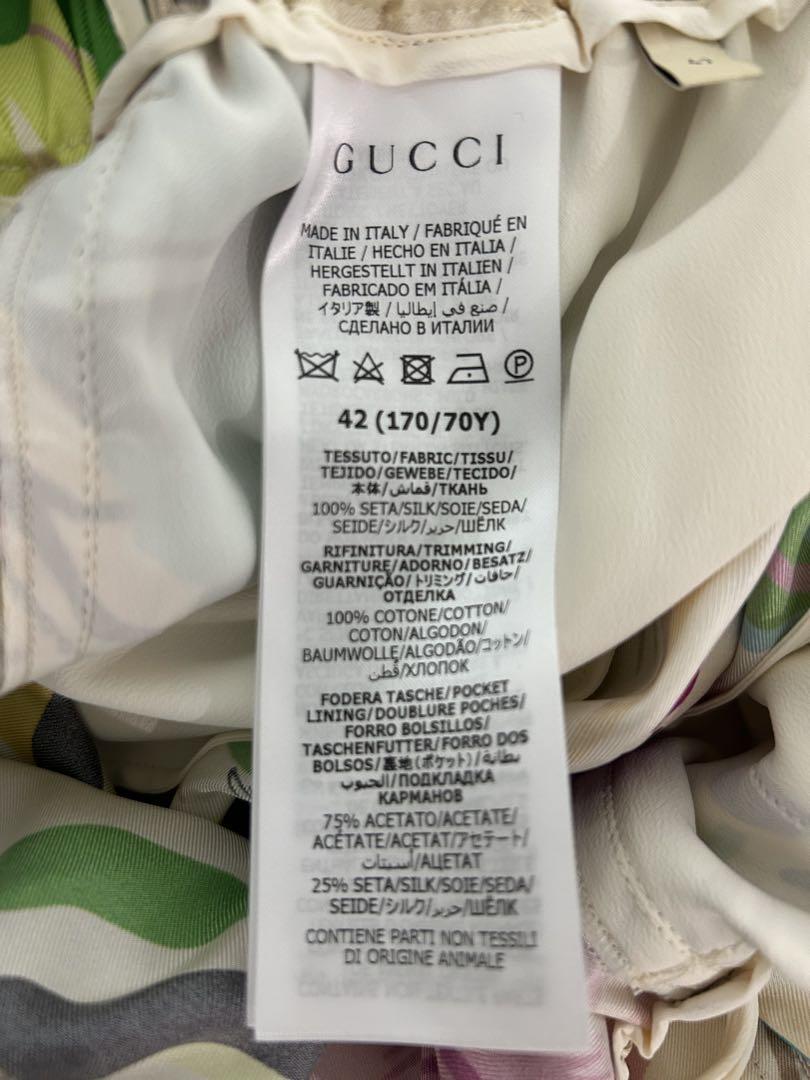 GUCCI
MADE IN ITALY / FABRIQUÉ EN
ITALIE / HECHO EN ITALIA /
HERGESTELLT IN ITALIEN /
FABRICADO EM ITÁLIA /
イタリア製 / صنع في إيطاليا /
СДЕЛАНО В ИТАЛИИ
P
42 (170/70Y)
TESSUTO/FABRIC/TISSU/
TEJIDO/GEWEBE/TECIDO/
本体/قماش/ТКАНЬ
100% SETA/SILK/SOIE/SEDA/
SEIDE/シルク/حرير/ШЁЛК
RIFINITURA/TRIMMING/
GARNITURE/ADORNO/BESATZ/
GUARNIÇÃO/トリミング/حافات/
ОТДЕЛКА
100% COTONE/COTTON/
COTON/ALGODON/
BAUMWOLLE/ALGODÃO/コットン/
قُطن/ХЛОПОК
FODERA TASCHE/POCKET
LINING/DOUBLURE POCHES/
FORRO BOLSILLOS/
TASCHENFUTTER/FORRO DOS
BOLSOS/裏地(ポケット)/بطانة
الجيوب/ПОДКЛАДКА
КАРМАНОВ
75% ACETATO/ACETATE/
ACÉTATE/ACETAT/アセテート/
أسيتات/АЦЕТАТ
25% SETA/SILK/SOIE/SEDA/
SEIDE/シルク/حرير/ШЁЛК
CONTIENE PARTI NON TESSILI
DI ORIGINE ANIMALE